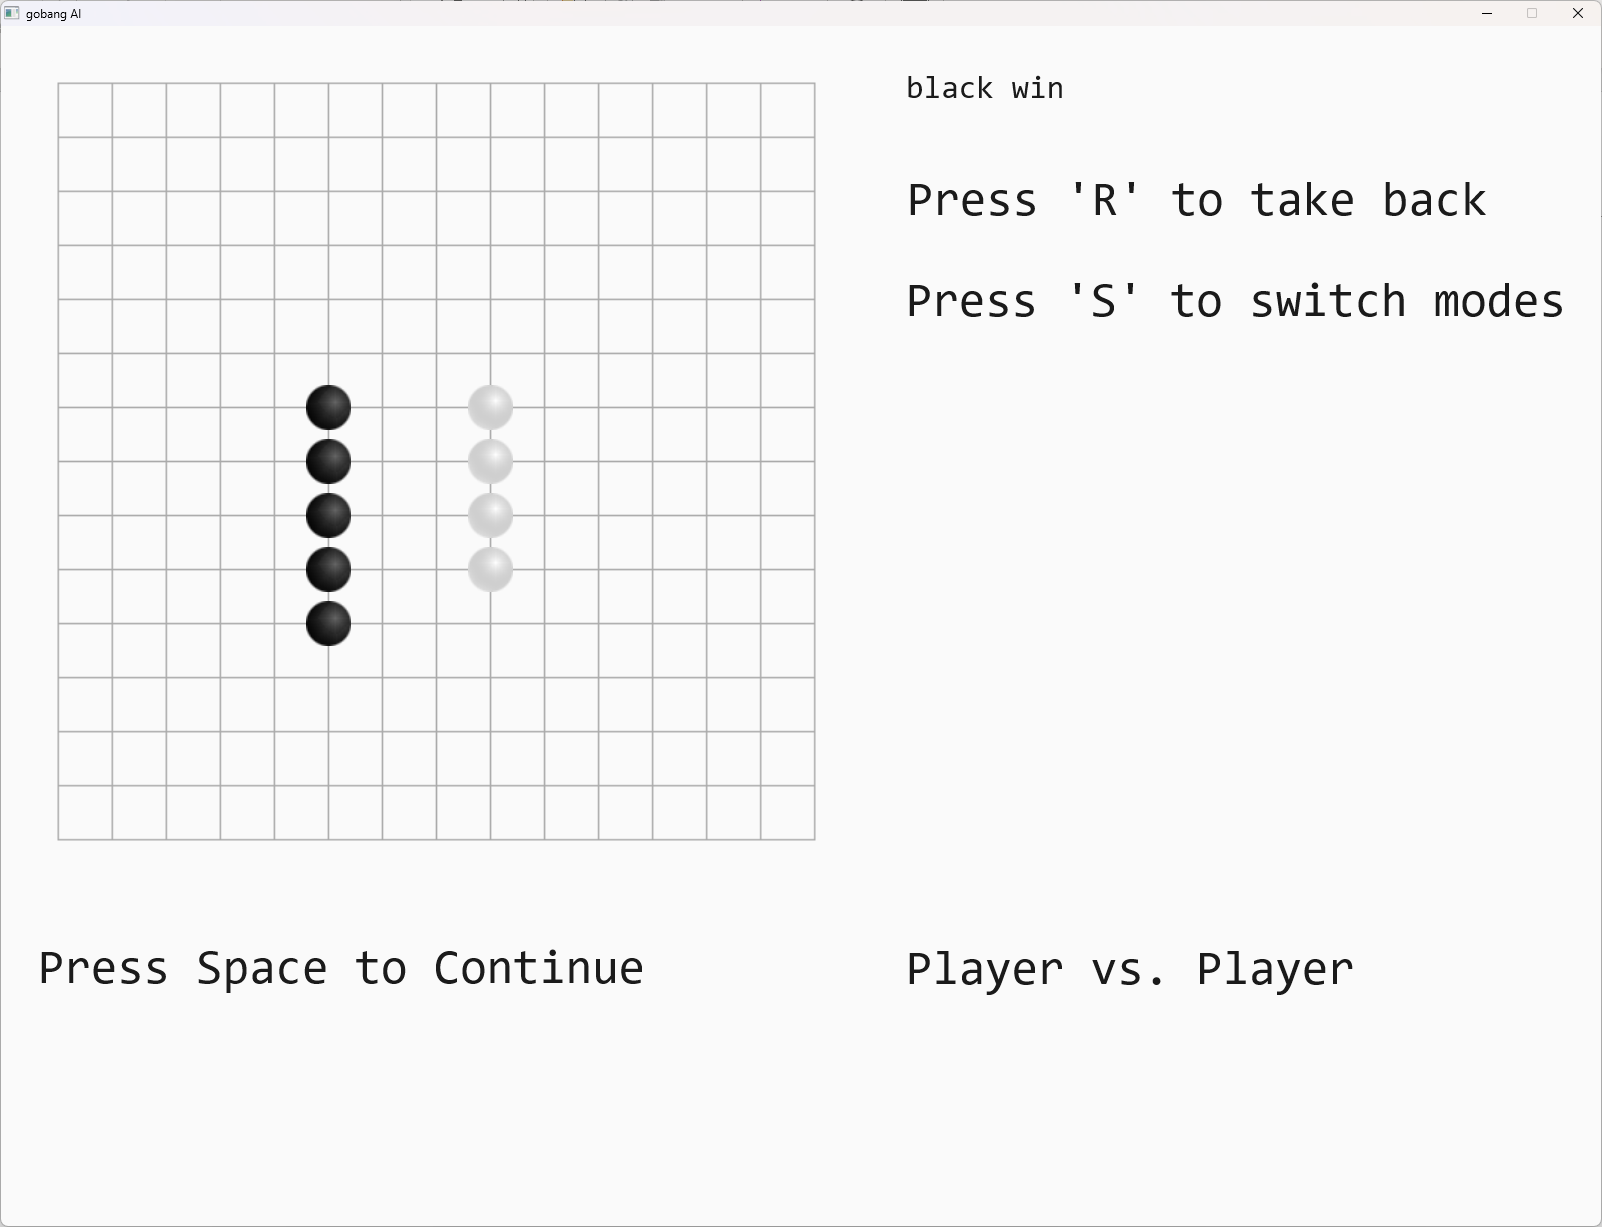 gobang AI
black win
Press 'R' to take back
Press 'S' to switch modes
Press Space to Continue
Player vs. Player